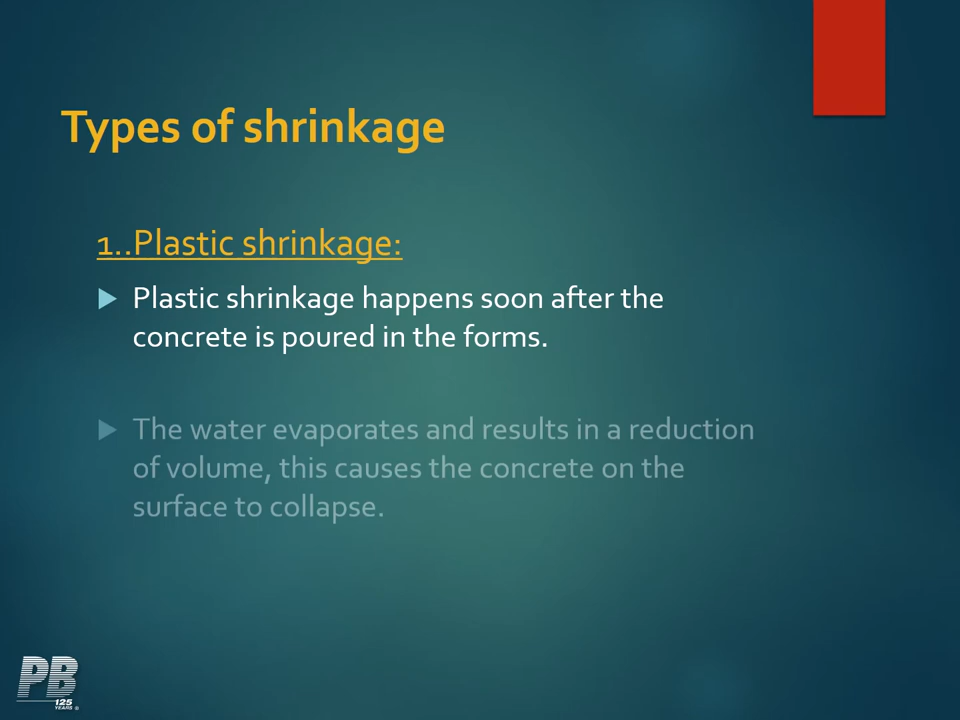 Types of shrinkage
1..Plastic shrinkage:
Plastic shrinkage happens soon after the
concrete is poured in the forms.
The water evaporates and results in a reduction
of volume, this causes the concrete on the
surface to collapse.
PB
125
YEARS ®